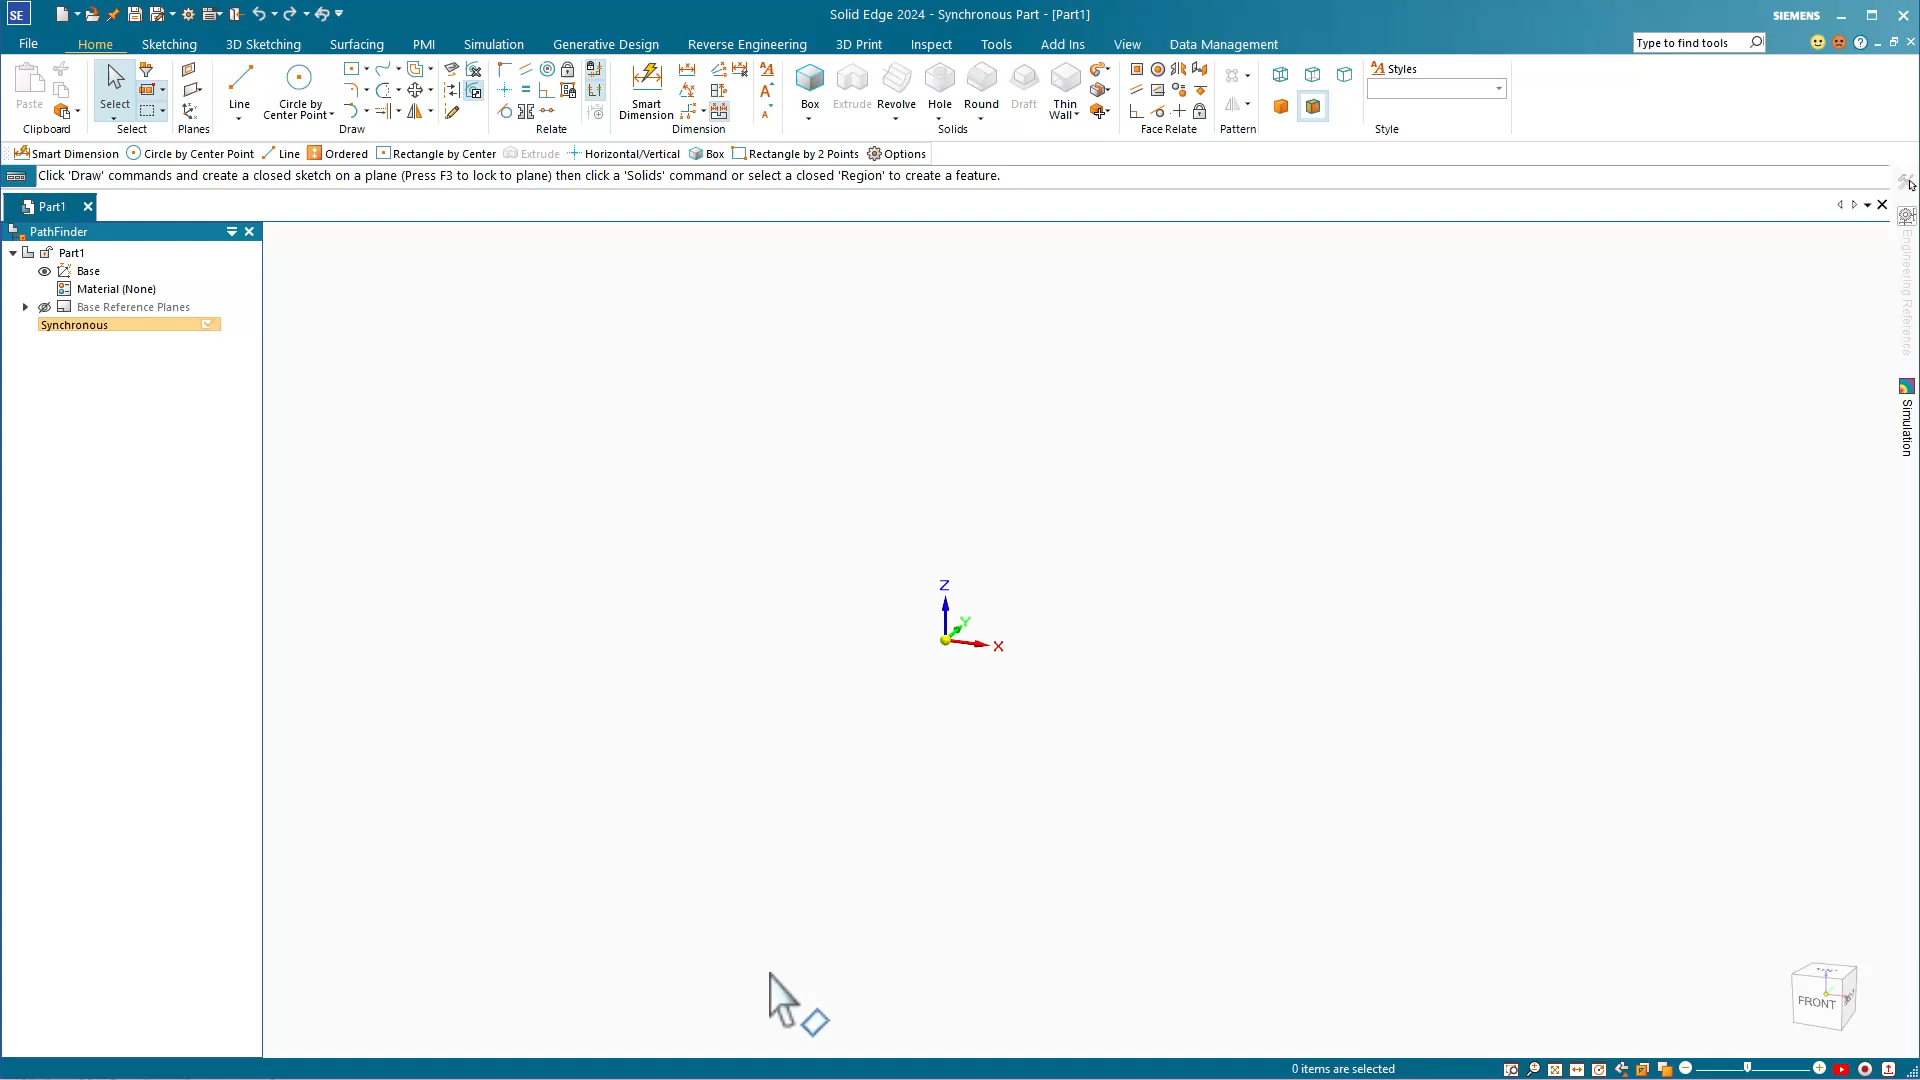 SE
Solid Edge 2024 - Synchronous Part - [Part1]
SIEMENS
File Home Sketching 3D Sketching Surfacing PMI Simulation Generative Design Reverse Engineering 3D Print Inspect Tools Add Ins View Data Management
Type to find tools
Paste
Clipboard
Select
Select
Planes
Line
Circle by Center Point
Draw
Relate
Smart Dimension
Dimension
Box
Extrude
Revolve
Hole
Round
Draft
Thin Wall
Solids
Face Relate
Pattern
Styles
Style
Smart Dimension Circle by Center Point Line Ordered Rectangle by Center Extrude Horizontal/Vertical Box Rectangle by 2 Points Options
Click 'Draw' commands and create a closed sketch on a plane (Press F3 to lock to plane) then click a 'Solids' command or select a closed 'Region' to create a feature.
Part1
PathFinder
Part1
Base
Material (None)
Base Reference Planes
Synchronous
Engineering Reference
Simulation
Z
Y
X
FRONT
0 items are selected